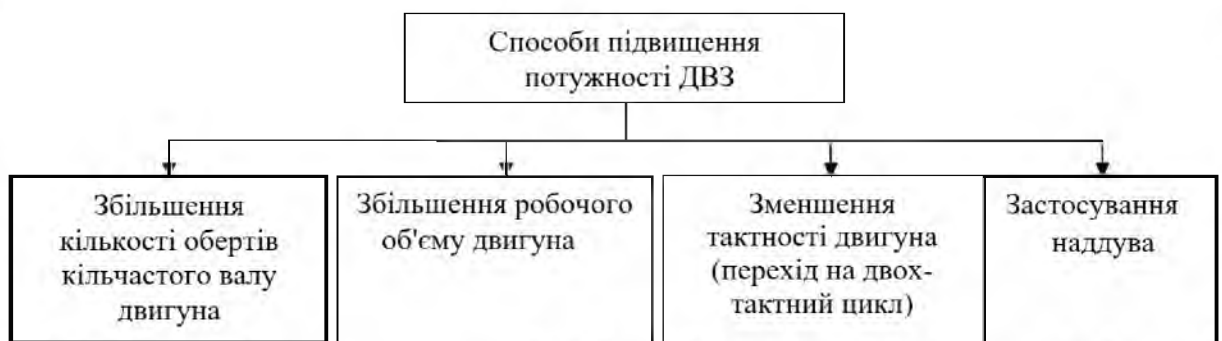 Способи підвищення
потужності ДВЗ
Збільшення
кількості обертів
кільчастого валу
двигуна
Збільшення робочого
об'єму двигуна
Зменшення
тактності двигуна
(перехід на двох-
тактний цикл)
Застосування
наддува